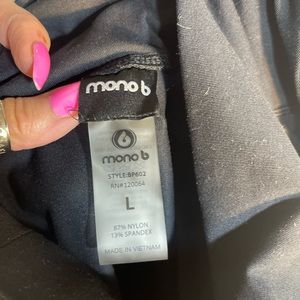 mono b
mono b
STYLE:BP602
RN#120064
L
87% NYLON
13% SPANDEX
MADE IN VIETNAM